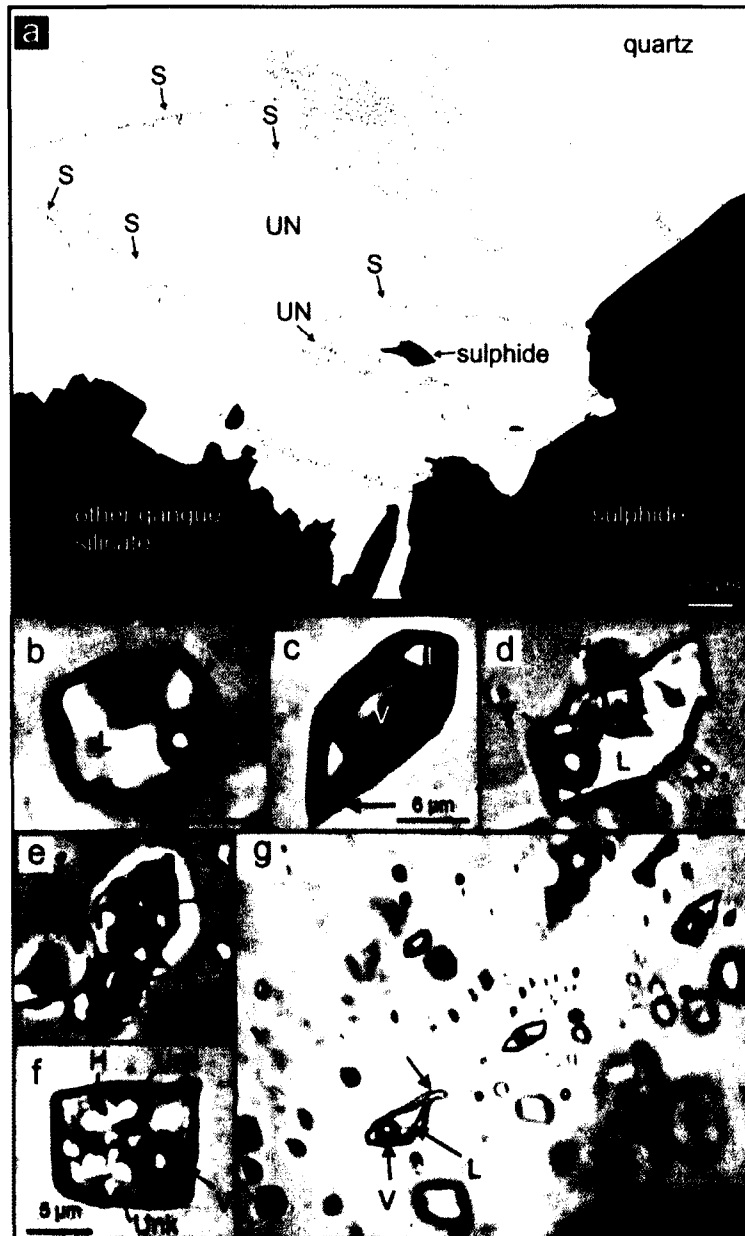 a
quartz
S
S
S
S
UN
S
UN
sulphide
other gangue
silicate
sulphide
b
c
d
V
6 µm
L
L
e
g
f
H
V
5 µm
Unk
V
L